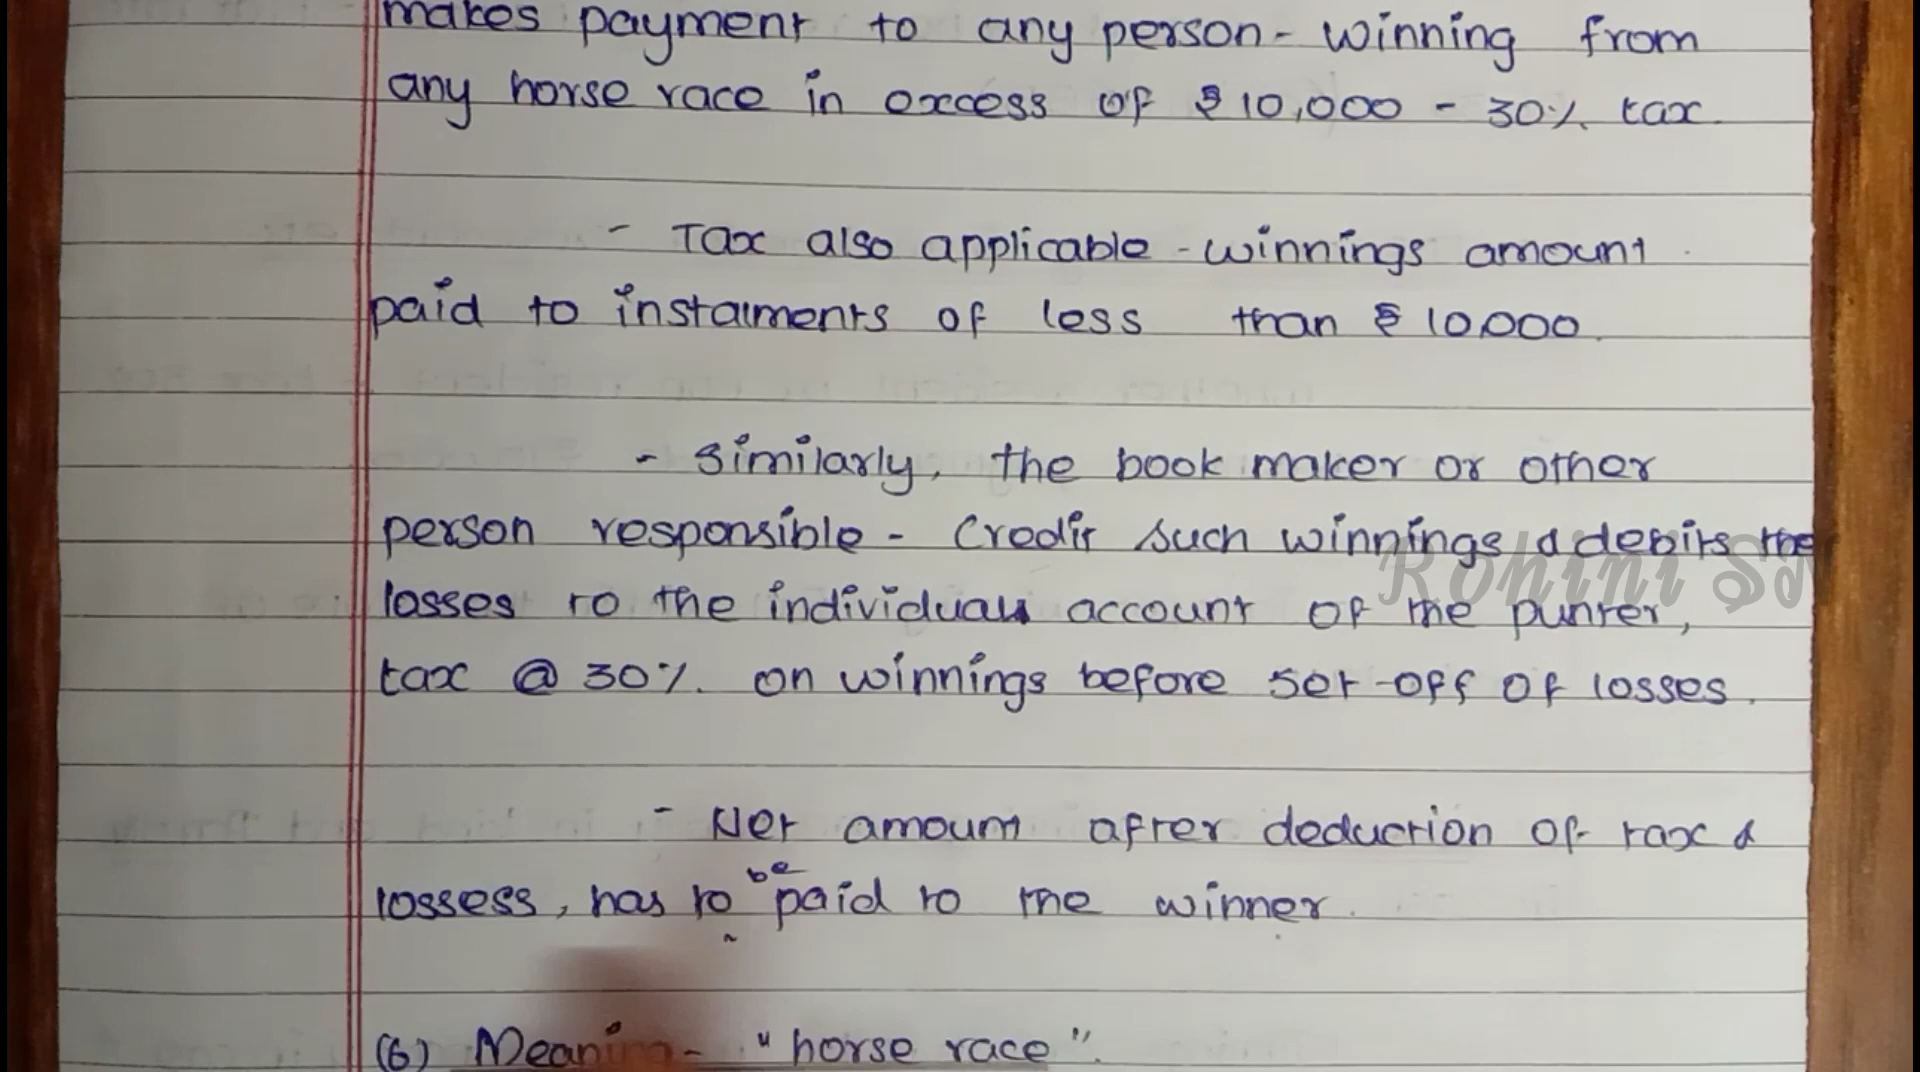 makes payment to any person - winning from
any horse race in excess of ₹ 10,000 - 30% tax
- Tax also applicable - winnings amount
paid to instalments of less than ₹ 10,000.
- Similarly, the book maker or other
person responsible - Credit such winnings & debits the
losses to the individual account of the punter,
tax @ 30% on winnings before set-off of losses.
- Net amount after deduction of tax &
lossess, has to be paid to the winner.
(6) Meaning - "horse race".
Rohini SN